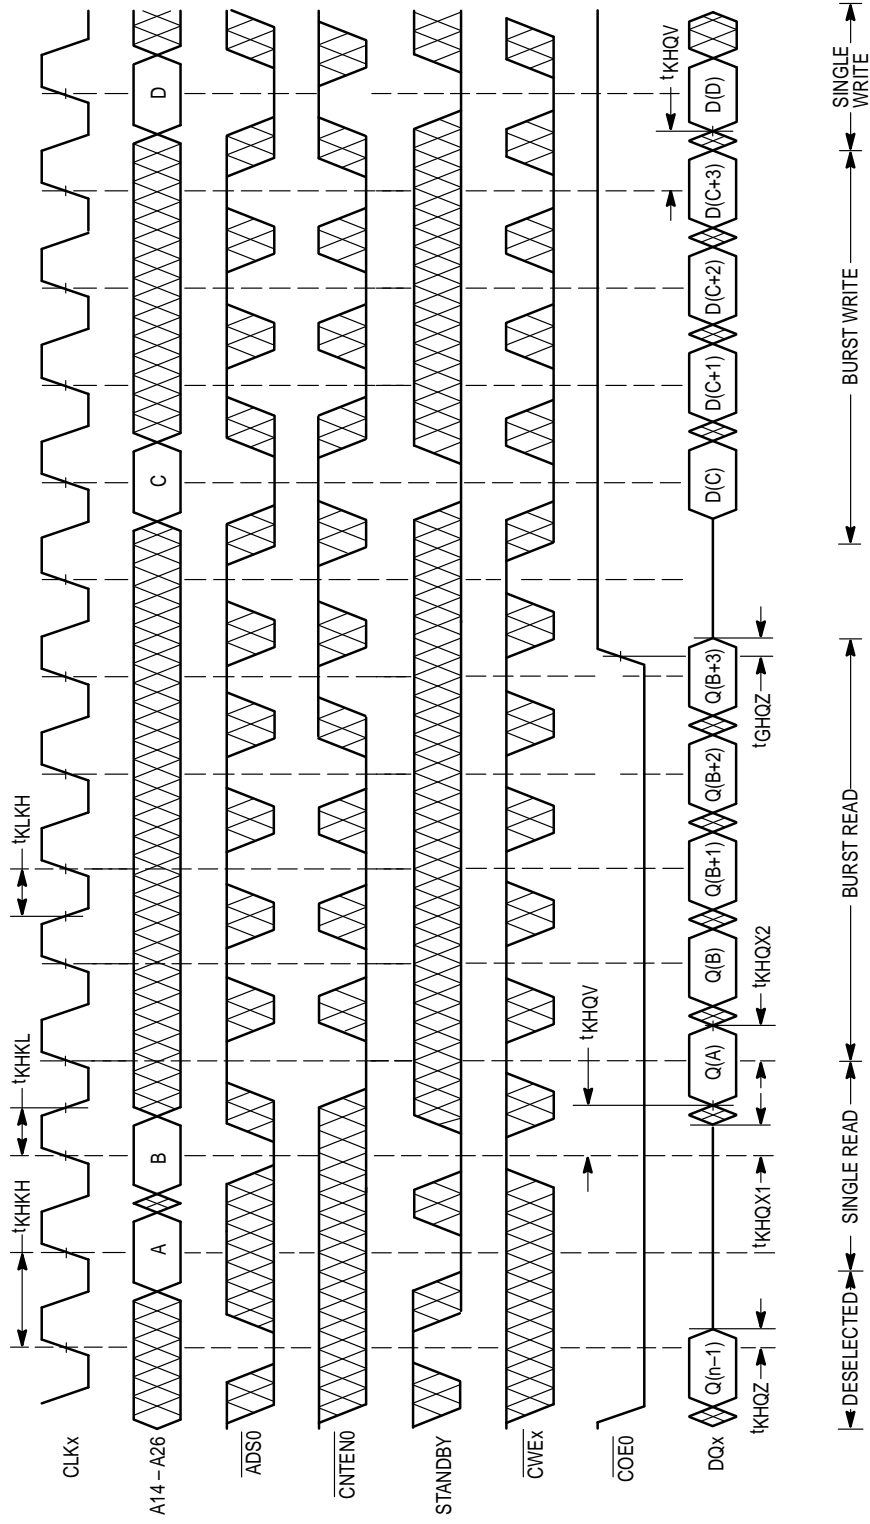 tKHKH
tKHKL
tKLKH
CLKx
A14 – A26
A
B
C
D
ADS0
CNTEN0
STANDBY
CWEx
COE0
tKHQV
tKHQV
DQx
Q(n–1)
Q(A)
Q(B)
Q(B+1)
Q(B+2)
Q(B+3)
D(C)
D(C+1)
D(C+2)
D(C+3)
D(D)
tKHQZ
tKHQX1
tKHQX2
tGHQZ
DESELECTED
SINGLE READ
BURST READ
BURST WRITE
SINGLE
WRITE